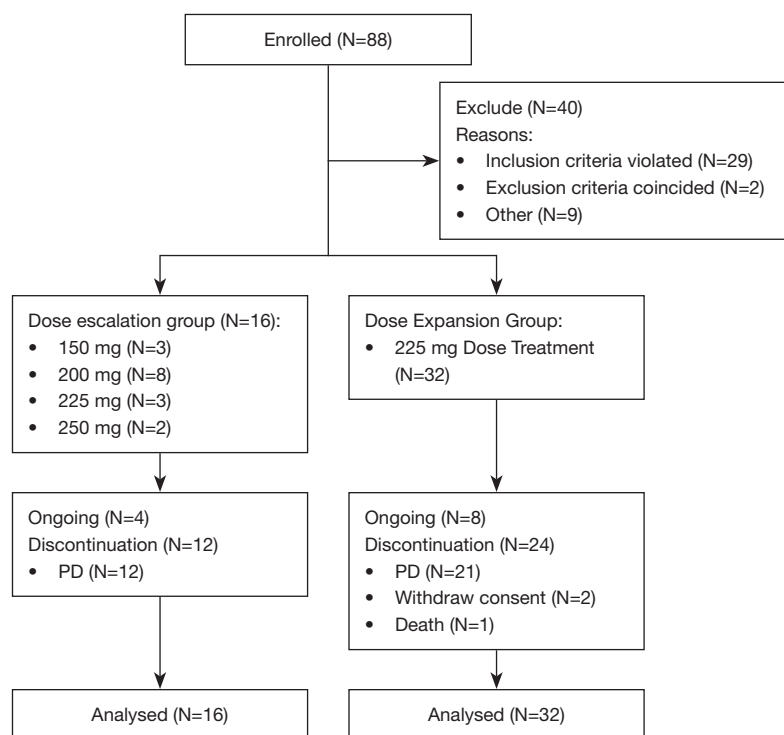 Enrolled (N=88)
Exclude (N=40)
Reasons:
• Inclusion criteria violated (N=29)
• Exclusion criteria coincided (N=2)
• Other (N=9)
Dose escalation group (N=16):
• 150 mg (N=3)
• 200 mg (N=8)
• 225 mg (N=3)
• 250 mg (N=2)
Dose Expansion Group:
• 225 mg Dose Treatment
(N=32)
Ongoing (N=4)
Discontinuation (N=12)
• PD (N=12)
Ongoing (N=8)
Discontinuation (N=24)
• PD (N=21)
• Withdraw consent (N=2)
• Death (N=1)
Analysed (N=16)
Analysed (N=32)